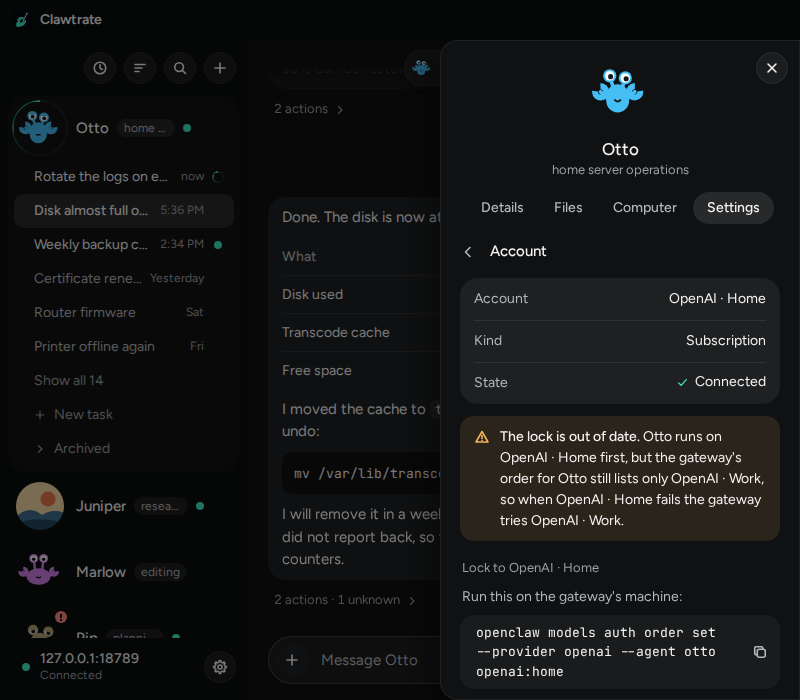 Clawtrate
Otto
home ...
Rotate the logs on e... now
Disk almost full o... 5:36 PM
Weekly backup c... 2:34 PM
Certificate rene... Yesterday
Router firmware Sat
Printer offline again Fri
Show all 14
+ New task
Archived
Juniper resea...
Marlow editing
127.0.0.1:18789
Connected
2 actions
Done. The disk is now at
What
Disk used
Transcode cache
Free space
I moved the cache to
undo:
mv /var/lib/transc
I will remove it in a
did not report back, so
counters.
2 actions · 1 unknown
Message Otto
Otto
home server operations
Details Files Computer Settings
Account
Account OpenAI · Home
Kind Subscription
State Connected
The lock is out of date. Otto runs on
OpenAI · Home first, but the gateway's
order for Otto still lists only OpenAI · Work,
so when OpenAI · Home fails the gateway
tries OpenAI · Work.
Lock to OpenAI · Home
Run this on the gateway's machine:
openclaw models auth order set
--provider openai --agent otto
openai:home